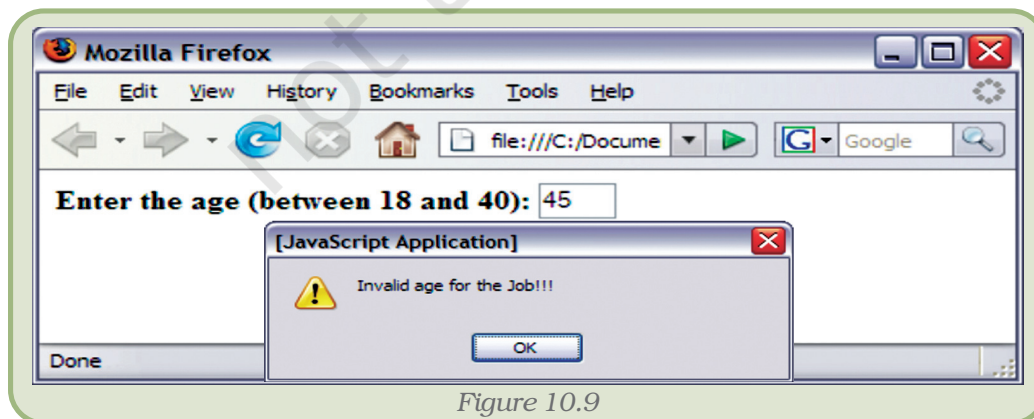 not
Mozilla Firefox
File Edit View History Bookmarks Tools Help
file:///C:/Docume G Google
Enter the age (between 18 and 40): 45
[JavaScript Application]
Invalid age for the Job!!!
OK
Done
Figure 10.9